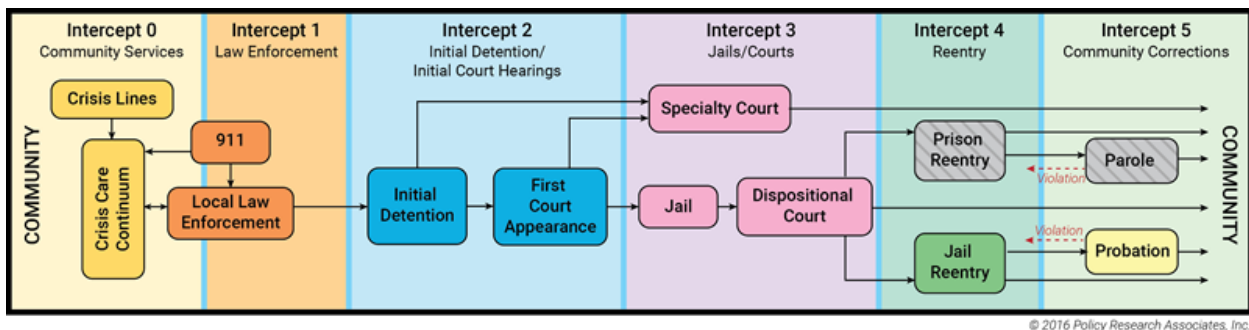 Intercept 0
Community Services
Intercept 1
Law Enforcement
Intercept 2
Initial Detention/
Initial Court Hearings
Intercept 3
Jails/Courts
Intercept 4
Reentry
Intercept 5
Community Corrections
COMMUNITY
Crisis Lines
Crisis Care
Continuum
911
Local Law
Enforcement
Initial
Detention
First
Court
Appearance
Specialty Court
Jail
Dispositional
Court
Prison
Reentry
Violation
Parole
Jail
Reentry
Violation
Probation
COMMUNITY
© 2016 Policy Research Associates, Inc.